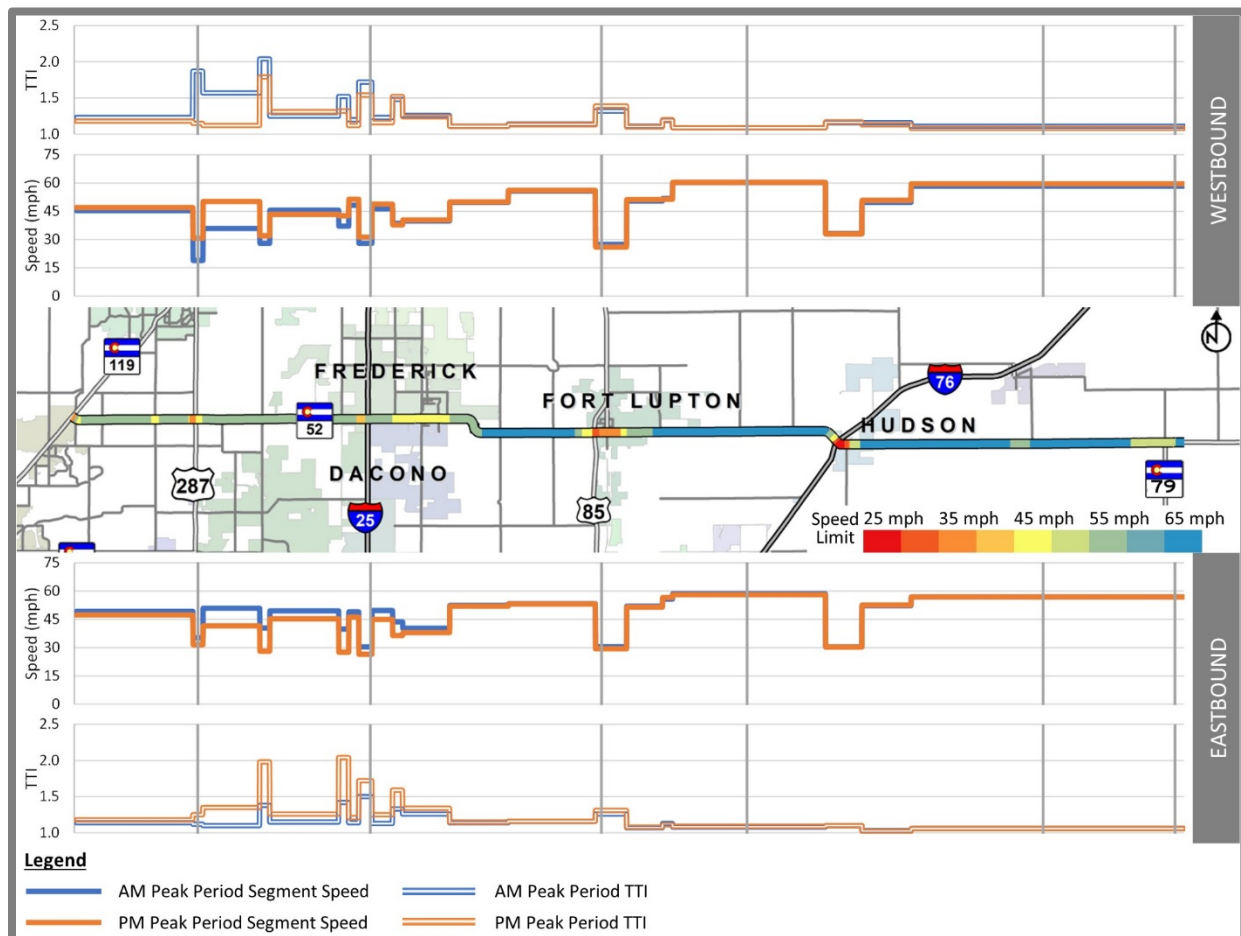 2.5
2.0
1.5
1.0
TTI
75
60
45
30
15
0
Speed (mph)
WESTBOUND
119
FREDERICK
52
FORT LUPTON
76
HUDSON
N
287
DACONO
25
85
79
Speed Limit
25 mph 35 mph 45 mph 55 mph 65 mph
75
60
45
30
15
0
Speed (mph)
2.5
2.0
1.5
1.0
TTI
EASTBOUND
Legend
AM Peak Period Segment Speed
AM Peak Period TTI
PM Peak Period Segment Speed
PM Peak Period TTI